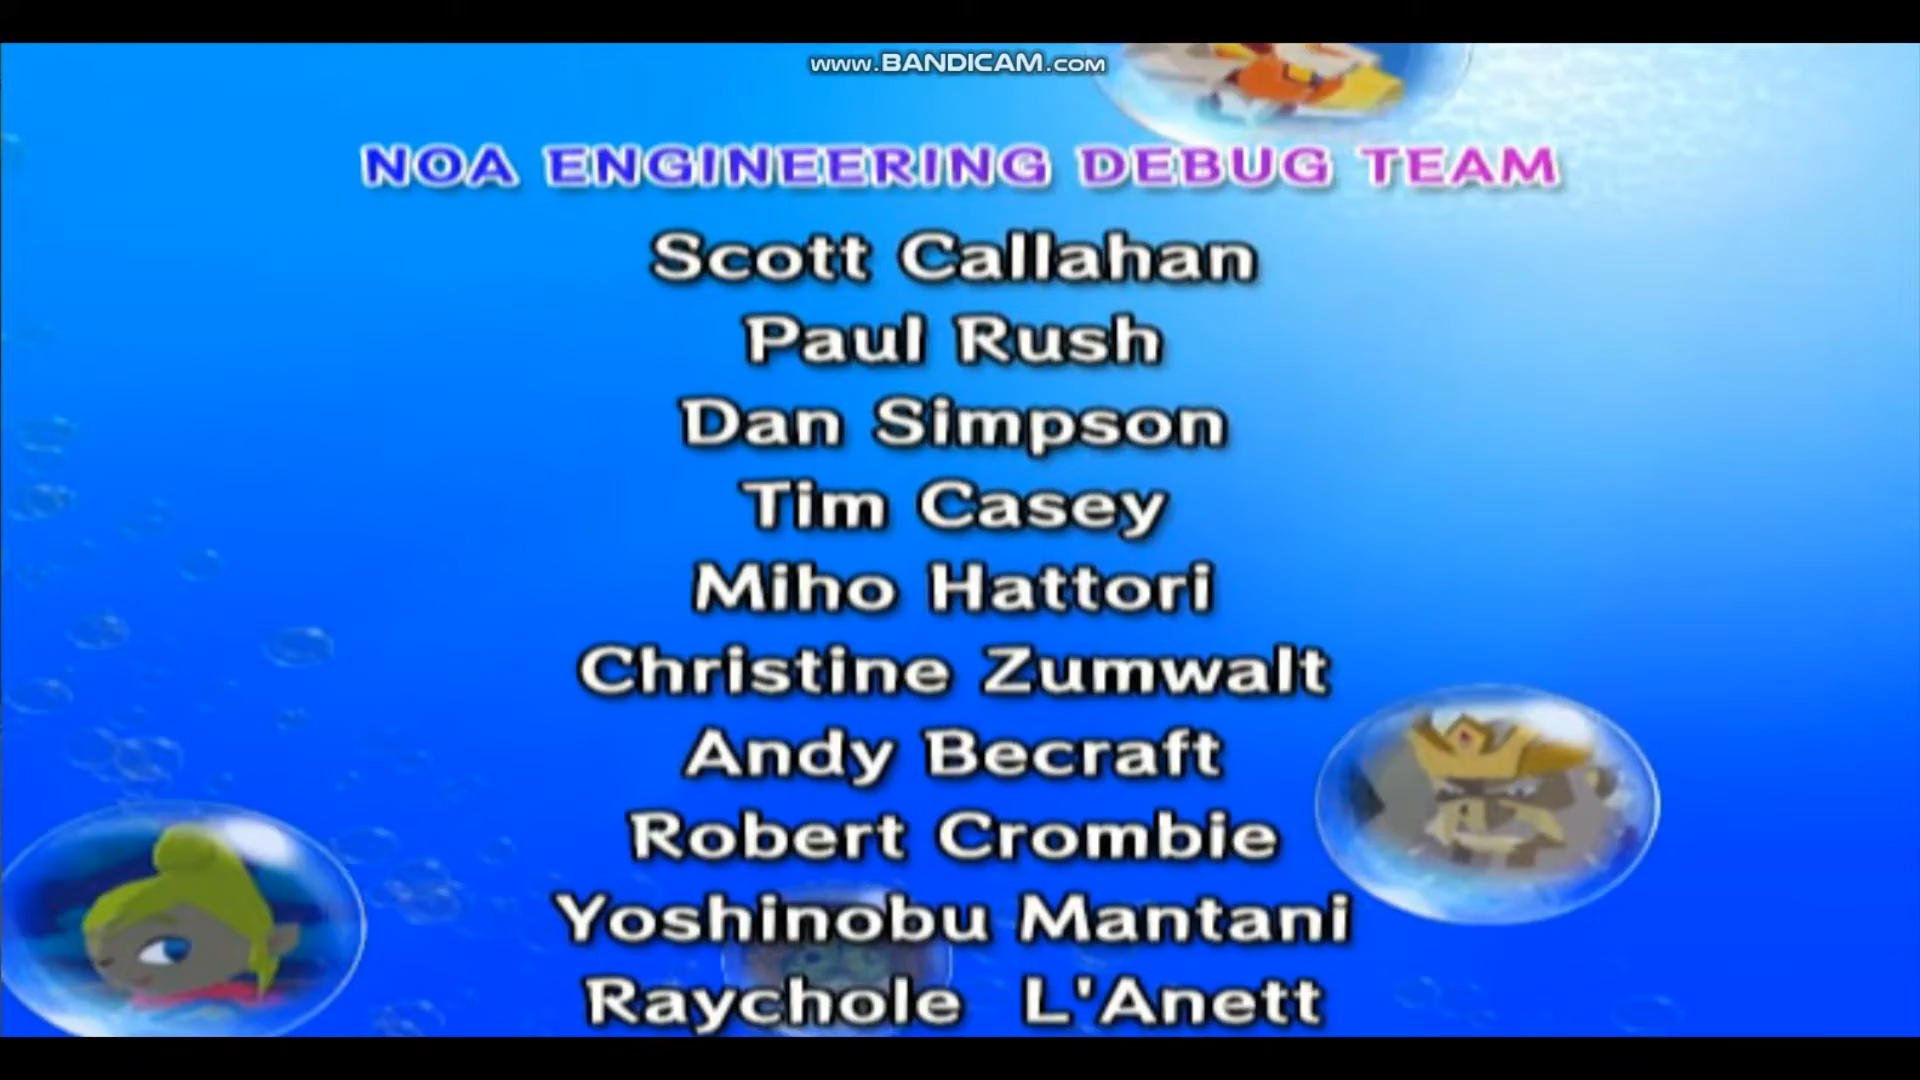 www.BANDICAM.com
NOA ENGINEERING DEBUG TEAM
Scott Callahan
Paul Rush
Dan Simpson
Tim Casey
Miho Hattori
Christine Zumwalt
Andy Becraft
Robert Crombie
Yoshinobu Mantani
Raychole L'Anett